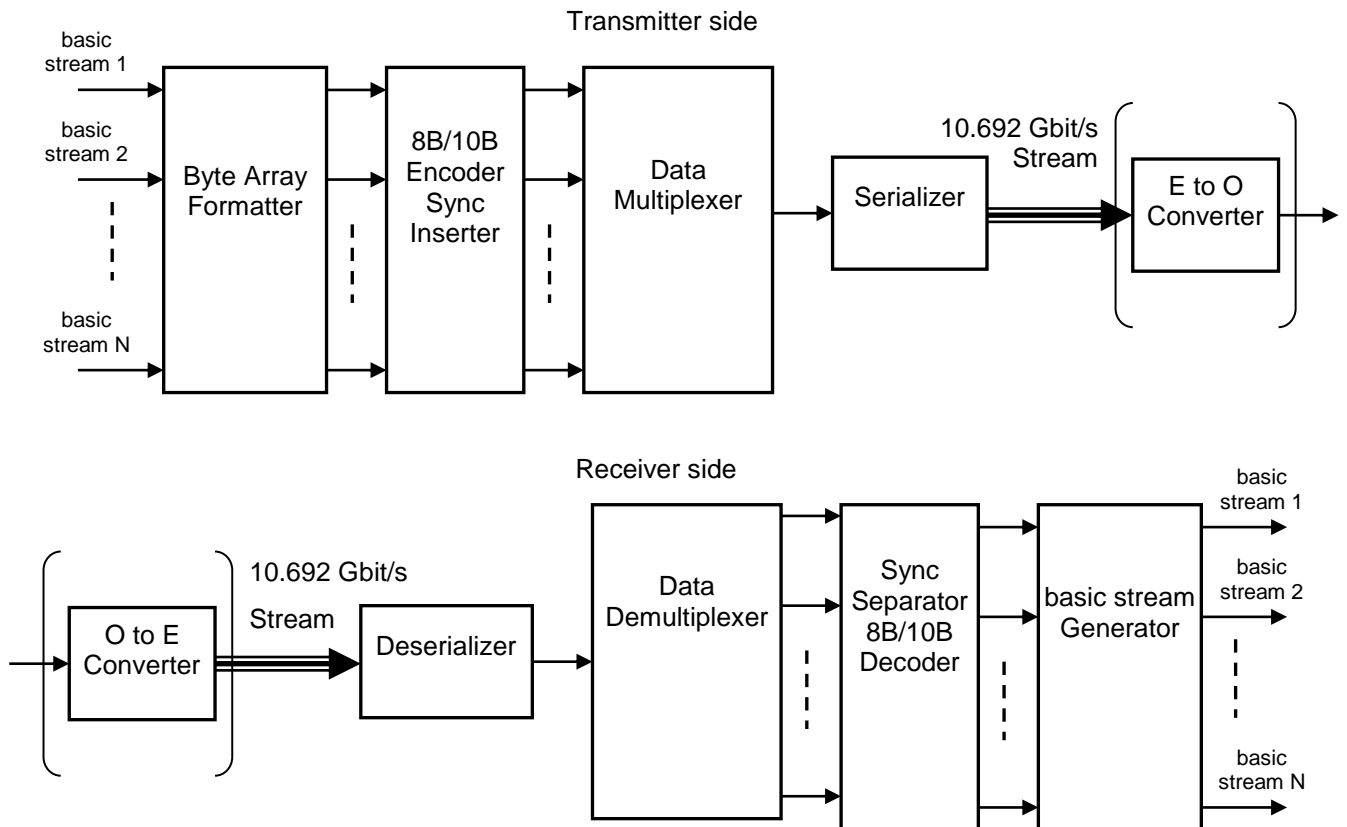 Transmitter side
basic
stream 1
basic
stream 2
basic
stream N
Byte Array
Formatter
8B/10B
Encoder
Sync
Inserter
Data
Multiplexer
Serializer
10.692 Gbit/s
Stream
E to O
Converter
Receiver side
O to E
Converter
10.692 Gbit/s
Stream
Deserializer
Data
Demultiplexer
Sync
Separator
8B/10B
Decoder
basic stream
Generator
basic
stream 1
basic
stream 2
basic
stream N